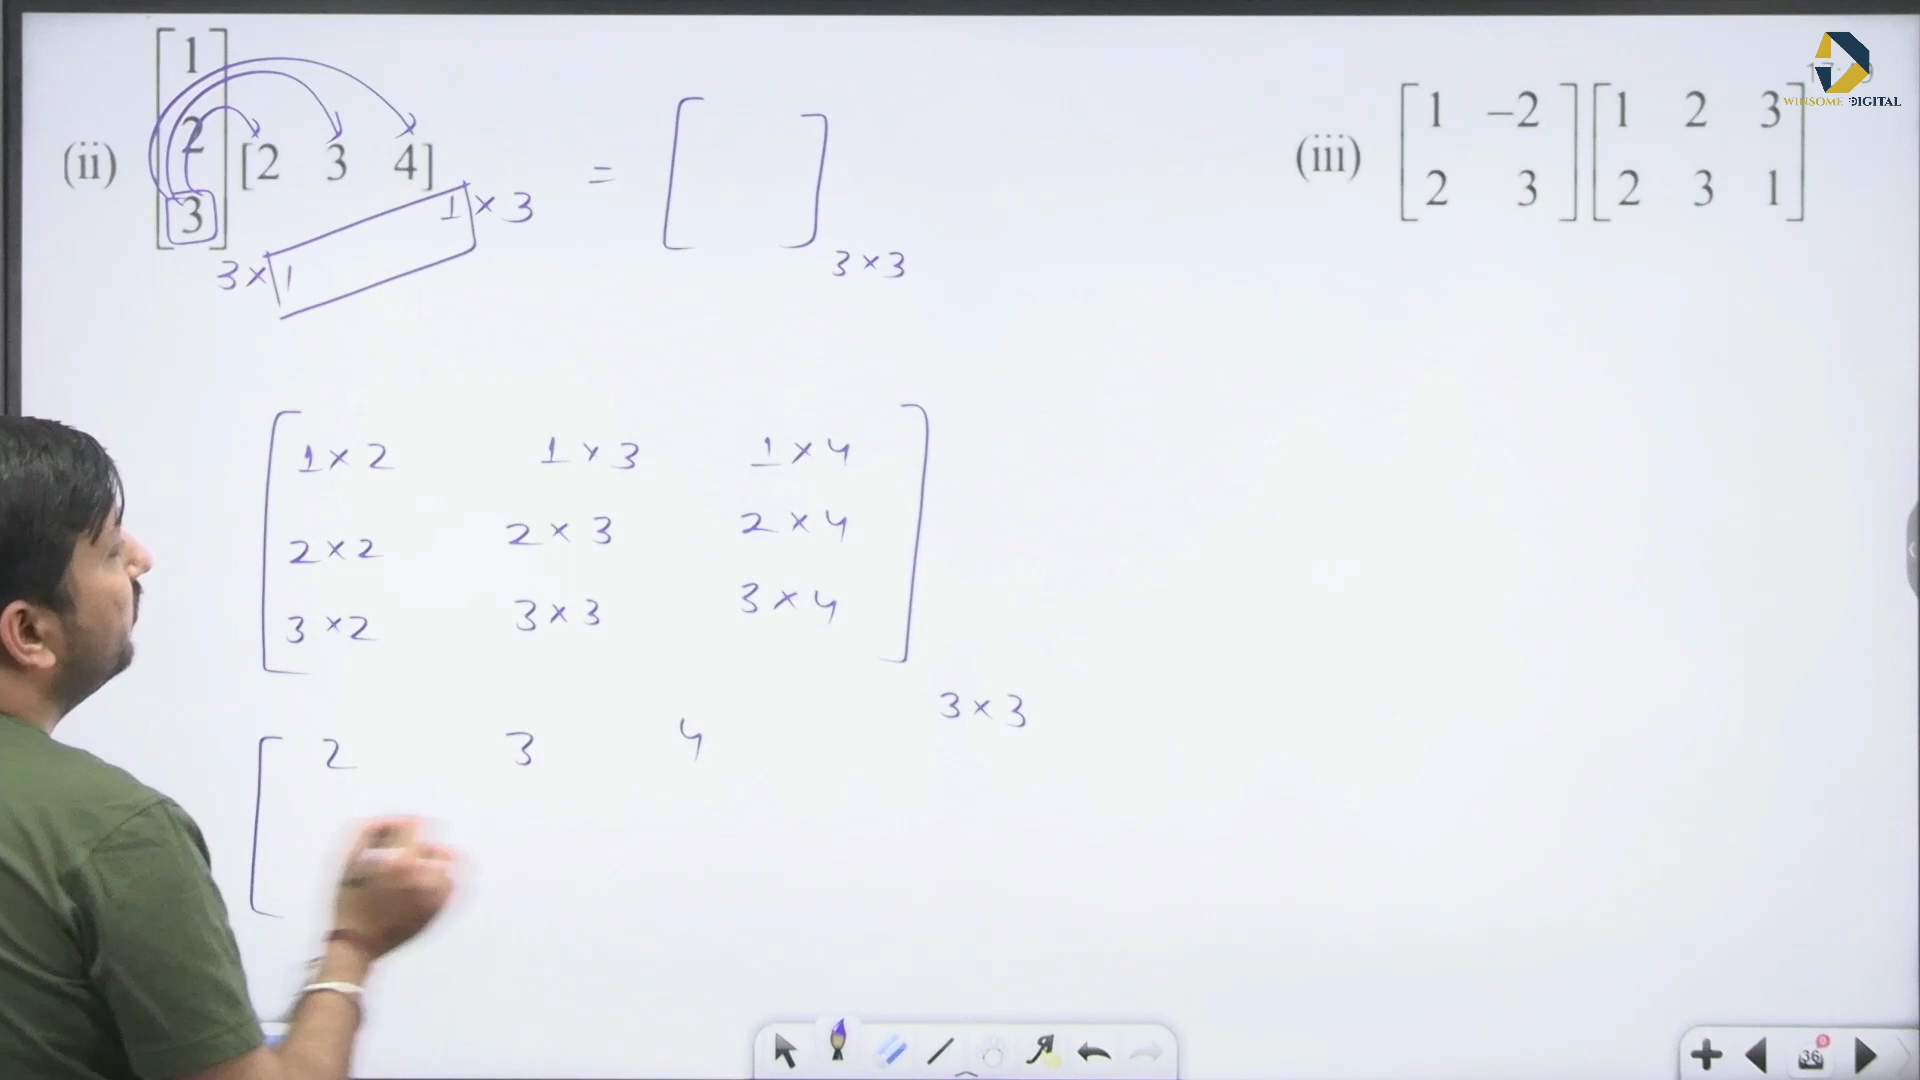 (ii) [1 2 3] [2 3 4] = [ ] 3×3
3×1 1×3
(iii) [1 −2 2 3] [1 2 3 2 3 1]
WINSOME DIGITAL
1×2 1×3 1×4
2×2 2×3 2×4
3×2 3×3 3×4
3×3
2 3 4
36